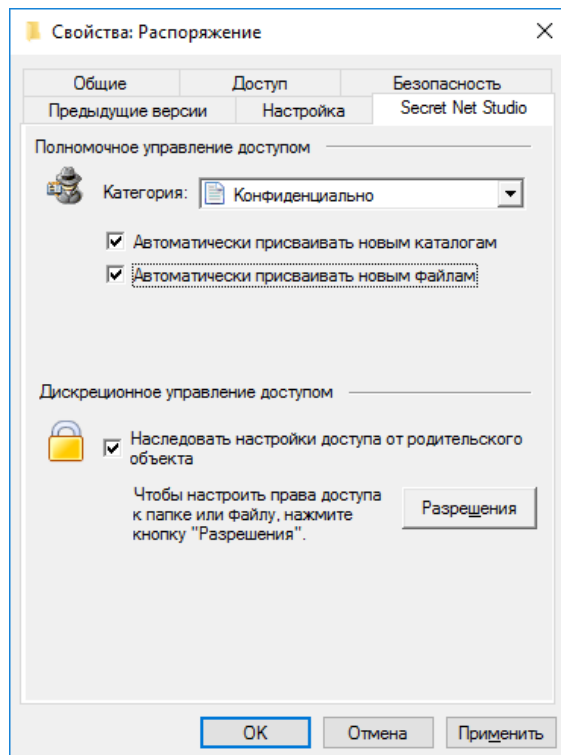 Свойства: Распоряжение
Общие Доступ Безопасность
Предыдущие версии Настройка Secret Net Studio
Полномочное управление доступом
Категория: Конфиденциально
Автоматически присваивать новым каталогам
Автоматически присваивать новым файлам
Дискреционное управление доступом
Наследовать настройки доступа от родительского
объекта
Чтобы настроить права доступа
к папке или файлу, нажмите
кнопку "Разрешения".
Разрешения
OK Отмена Применить